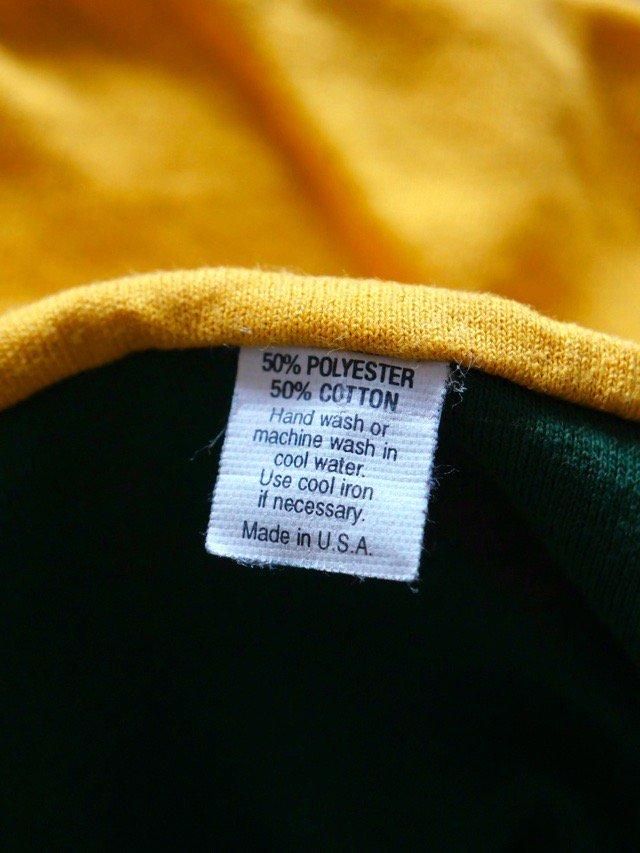 50% POLYESTER
50% COTTON
Hand wash or
machine wash in
cool water.
Use cool iron
if necessary.
Made in U.S.A.